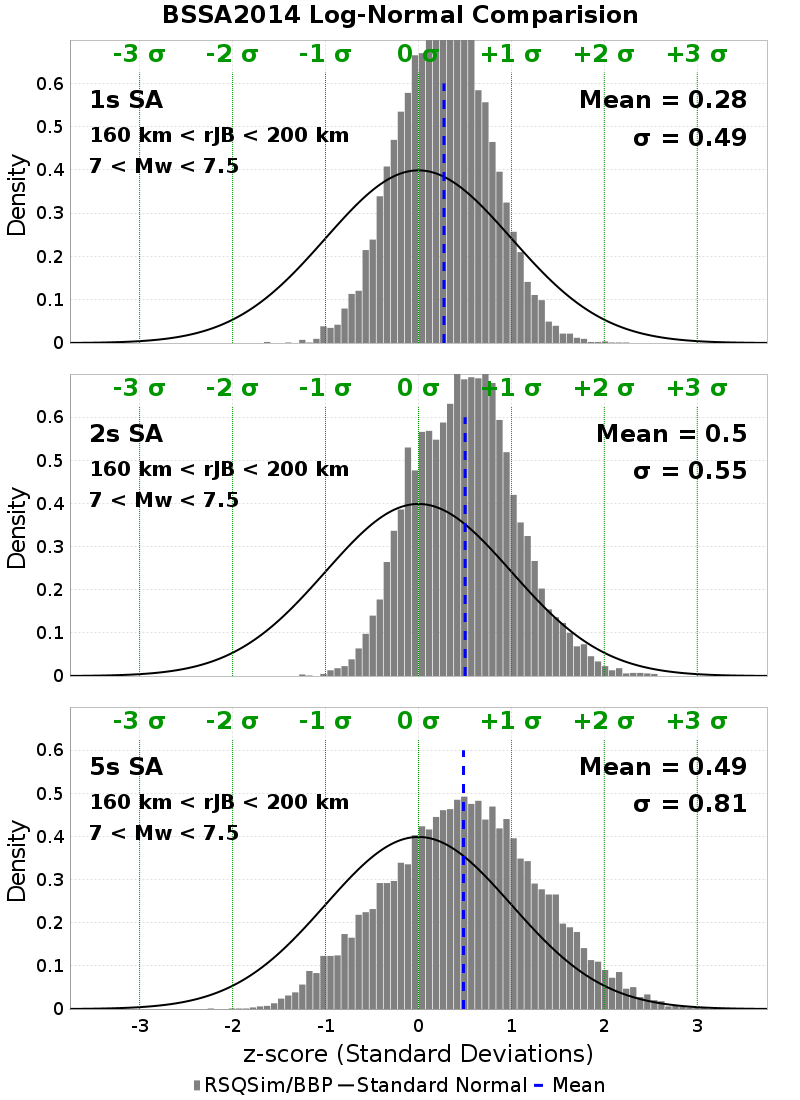 BSSA2014 Log-Normal Comparision
-3 σ -2 σ -1 σ 0 σ +1 σ +2 σ +3 σ
0.6
1s SA Mean = 0.28
0.5
160 km < rJB < 200 km σ = 0.49
7 < Mw < 7.5
0.4
0.3
0.2
0.1
0
Density
-3 σ -2 σ -1 σ 0 σ +1 σ +2 σ +3 σ
0.6
2s SA Mean = 0.5
0.5
160 km < rJB < 200 km σ = 0.55
7 < Mw < 7.5
0.4
0.3
0.2
0.1
0
Density
-3 σ -2 σ -1 σ 0 σ +1 σ +2 σ +3 σ
0.6
5s SA Mean = 0.49
0.5
160 km < rJB < 200 km σ = 0.81
7 < Mw < 7.5
0.4
0.3
0.2
0.1
0
Density
-3 -2 -1 0 1 2 3
z-score (Standard Deviations)
RSQSim/BBP Standard Normal Mean